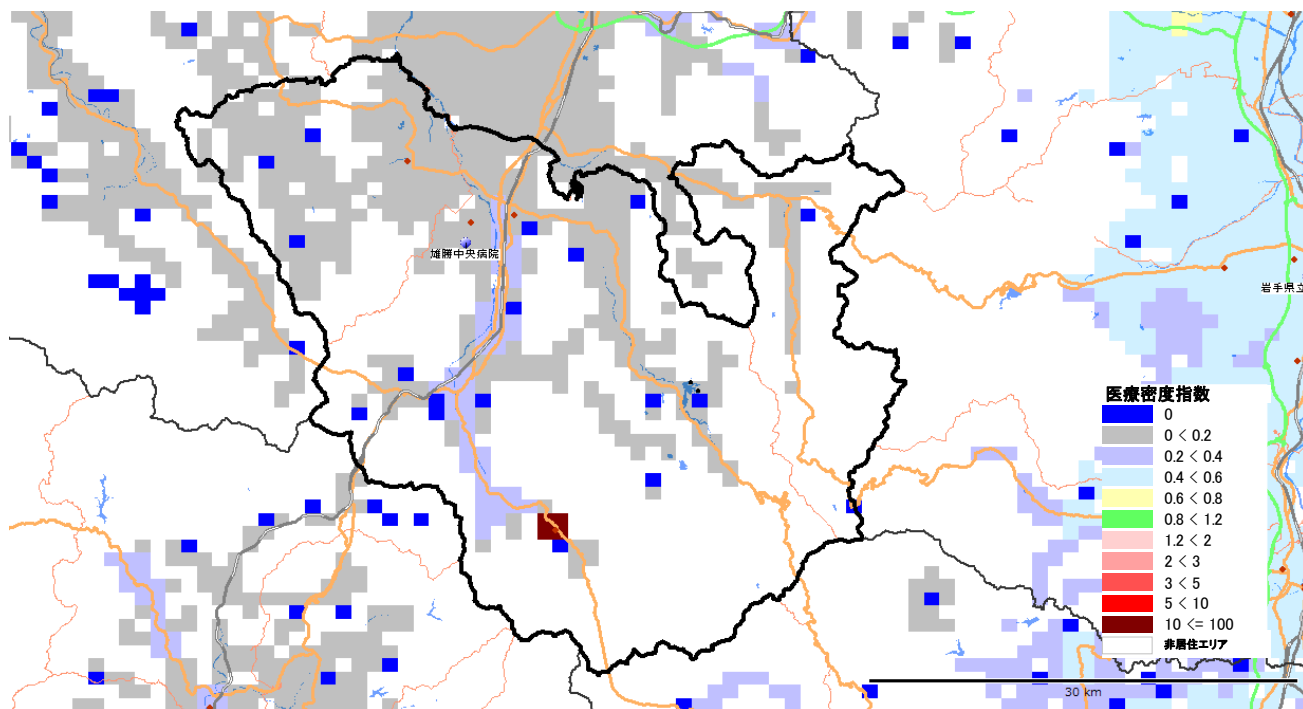 雄勝中央病院
岩手県立
医療密度指数
0
0 < 0.2
0.2 < 0.4
0.4 < 0.6
0.6 < 0.8
0.8 < 1.2
1.2 < 2
2 < 3
3 < 5
5 < 10
10 <= 100
非居住エリア
30 km